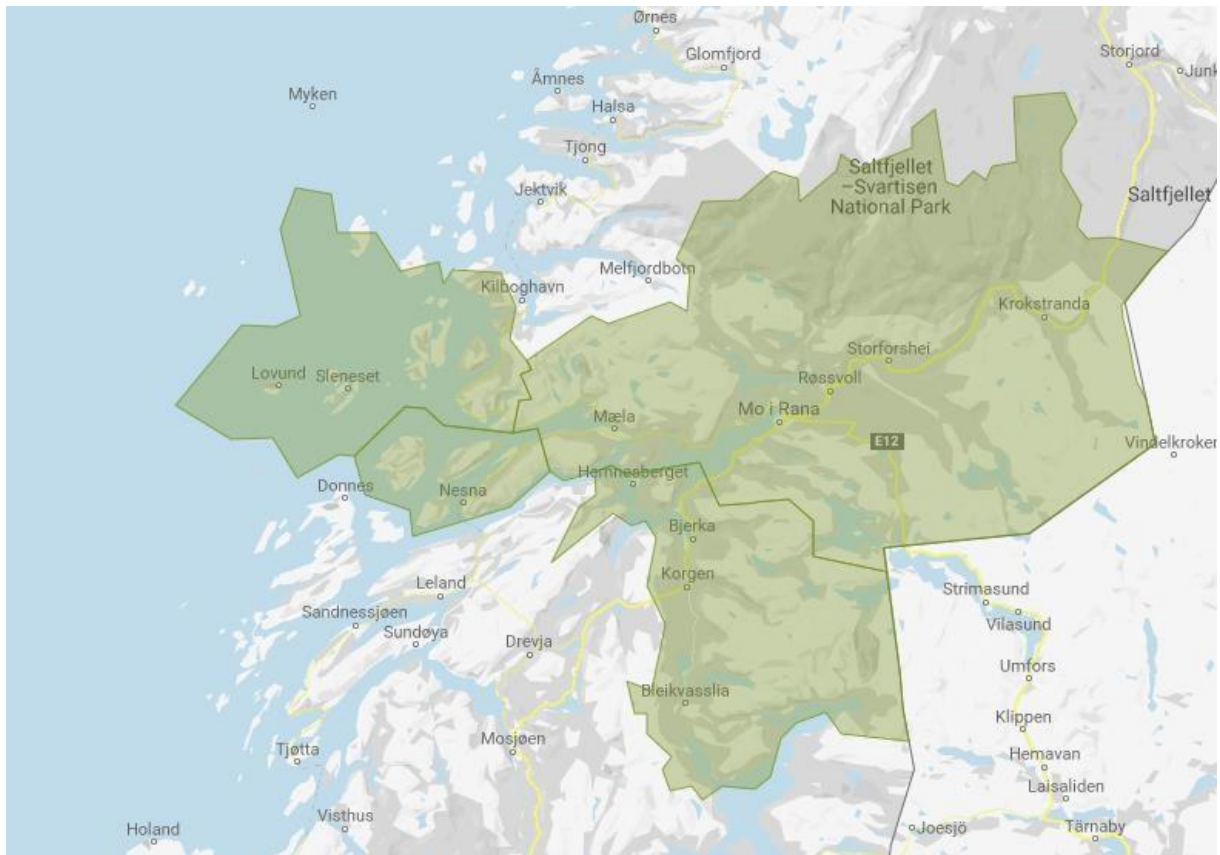 Ørnes
Glomfjord
Storjord
Junk
Åmnes
Myken
Halsa
Tjong
Saltfjellet
–Svartisen
National Park
Jektvik
Saltfjellet
Melfjordbotn
Kilboghavn
Krokstranda
Storforshei
Lovund
Sleneset
Røssvoll
Mæla
Mo i Rana
E12
Vindelkroken
Hemnesberget
Donnes
Nesna
Bjerka
Korgen
Leland
Strimasund
Sandnessjøen
Vilasund
Sundøya
Drevja
Umfors
Bleikvasslia
Klippen
Mosjøen
Tjøtta
Hemavan
Laisaliden
Visthus
Holand
Joesjö
Tärnaby